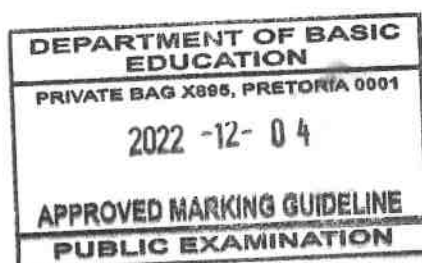 DEPARTMENT OF BASIC
EDUCATION
PRIVATE BAG X895, PRETORIA 0001
2022 -12- 04
APPROVED MARKING GUIDELINE
PUBLIC EXAMINATION